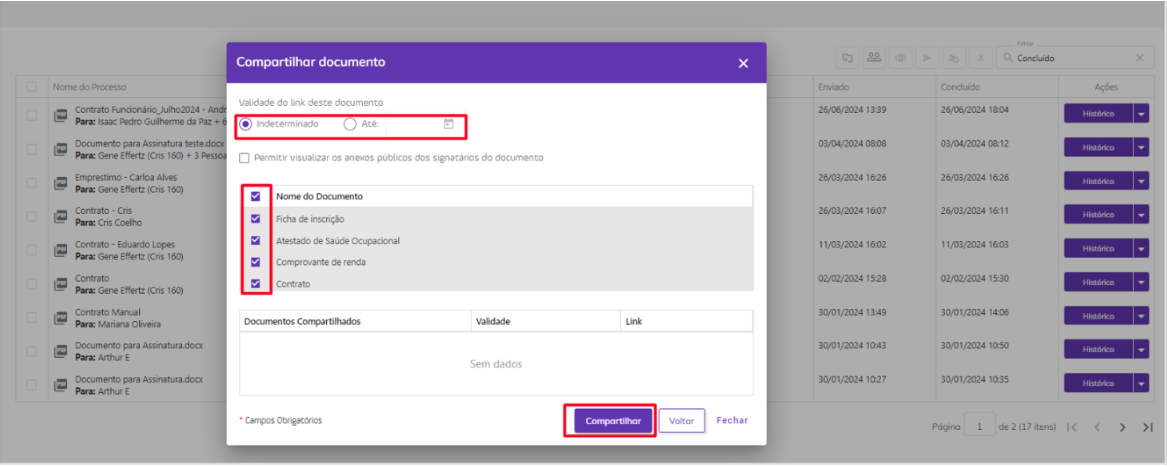 Filtrar
Concluído
Compartilhar documento
Nome do Processo
Enviado
Concluído
Ações
Validade do link deste documento
Indeterminado
Até:
Permitir visualizar os anexos públicos dos signatários do documento
Nome do Documento
Ficha de inscrição
Atestado de Saúde Ocupacional
Comprovante de renda
Contrato
Documentos Compartilhados
Validade
Link
Sem dados
* Campos Obrigatórios
Compartilhar
Voltar
Fechar
Contrato Funcionário_Julho2024 - Andr
Para: Isaac Pedro Guilherme da Paz + 6
26/06/2024 13:39
26/06/2024 18:04
Histórico
Documento para Assinatura teste.docx
Para: Gene Effertz (Cris 160) + 3 Pessoa
03/04/2024 08:08
03/04/2024 08:12
Histórico
Emprestimo - Carloa Alves
Para: Gene Effertz (Cris 160)
26/03/2024 16:26
26/03/2024 16:26
Histórico
Contrato - Cris
Para: Cris Coelho
26/03/2024 16:07
26/03/2024 16:11
Histórico
Contrato - Eduardo Lopes
Para: Gene Effertz (Cris 160)
11/03/2024 16:02
11/03/2024 16:03
Histórico
Contrato
Para: Gene Effertz (Cris 160)
02/02/2024 15:28
02/02/2024 15:30
Histórico
Contrato Manual
Para: Mariana Oliveira
30/01/2024 13:49
30/01/2024 14:06
Histórico
Documento para Assinatura.docx
Para: Arthur E
30/01/2024 10:43
30/01/2024 10:50
Histórico
Documento para Assinatura.docx
Para: Arthur E
30/01/2024 10:27
30/01/2024 10:35
Histórico
Página 1 de 2 (17 itens)